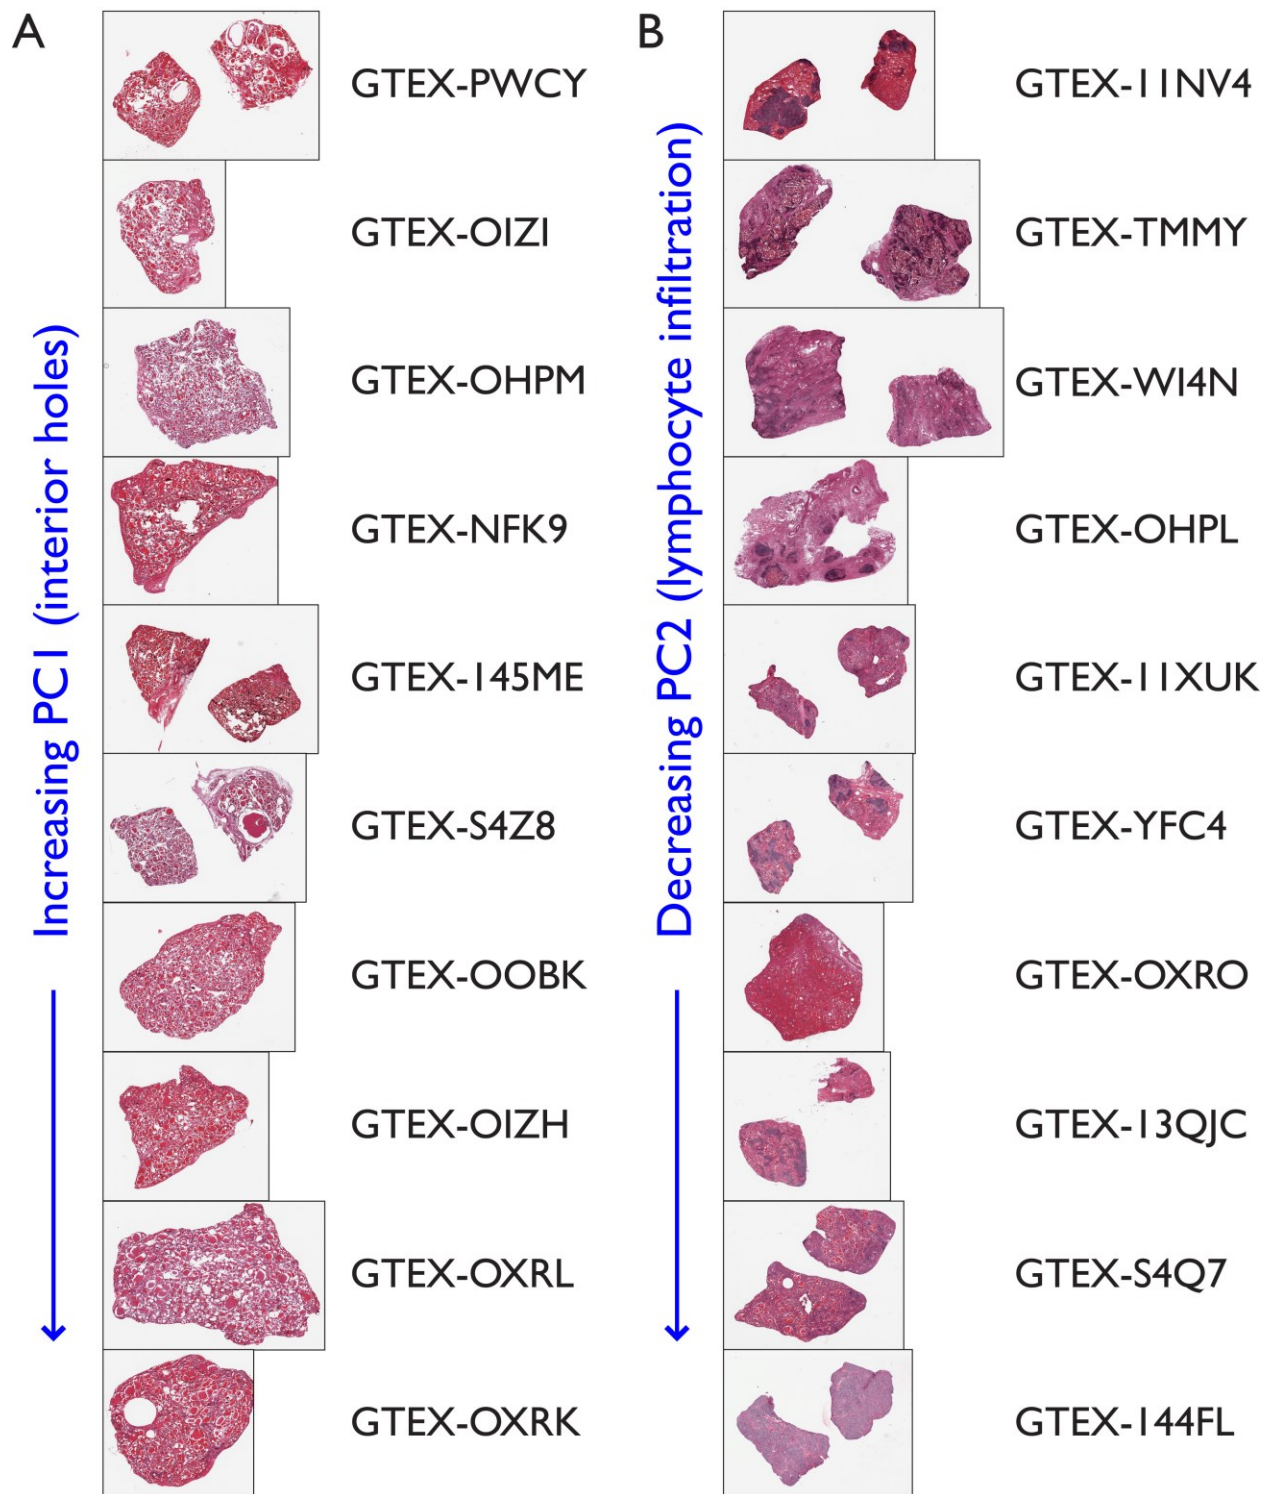 A
Increasing PC1 (interior holes)
GTEX-PWCY
GTEX-OIZI
GTEX-OHPM
GTEX-NFK9
GTEX-145ME
GTEX-S4Z8
GTEX-OOBK
GTEX-OIZH
GTEX-OXRL
GTEX-OXRK
B
Decreasing PC2 (lymphocyte infiltration)
GTEX-11NV4
GTEX-TMMY
GTEX-WI4N
GTEX-OHPL
GTEX-11XUK
GTEX-YFC4
GTEX-OXRO
GTEX-13QJC
GTEX-S4Q7
GTEX-144FL